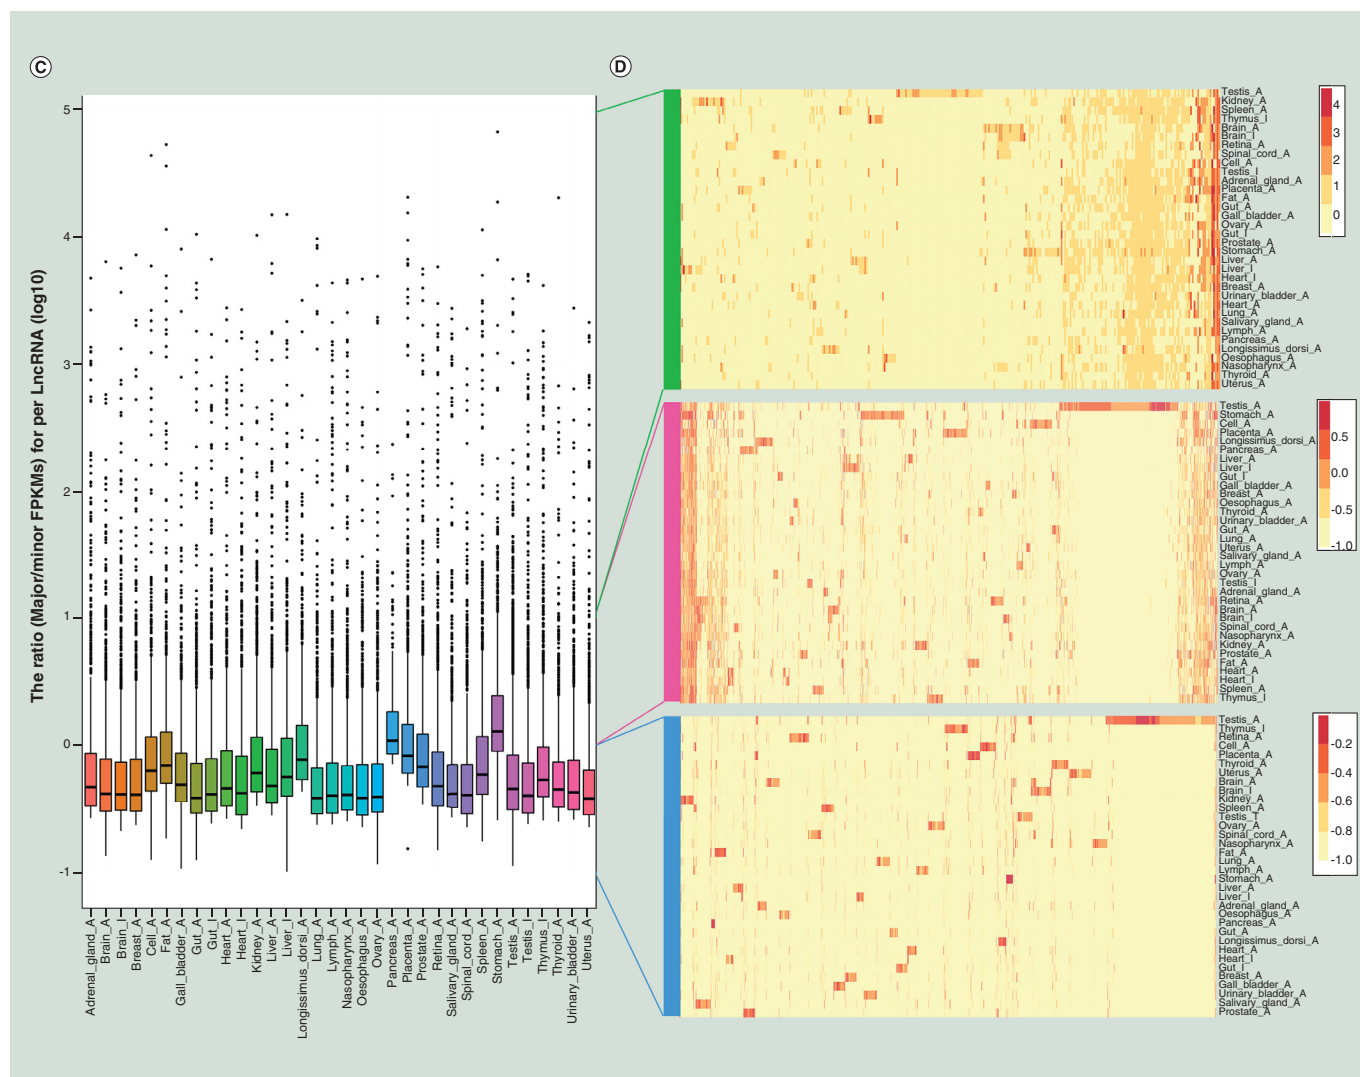 C
D
The ratio (Major/minor FPKMs) for per LncRNA (log10)
5
4
3
2
1
0
-1
Adrenal_gland_A
Brain_A
Brain_I
Breast_A
Cell_A
Fat_A
Gall_bladder_A
Gut_A
Gut_I
Heart_A
Heart_I
Kidney_A
Liver_A
Liver_I
Longissimus_dorsi_A
Lung_A
Lymph_A
Nasopharynx_A
Oesophagus_A
Ovary_A
Pancreas_A
Placenta_A
Prostate_A
Retina_A
Salivary_gland_A
Spinal_cord_A
Spleen_A
Stomach_A
Testis_A
Testis_I
Thymus_I
Thyroid_A
Urinary_bladder_A
Uterus_A
Testis_A
Kidney_A
Spleen_A
Thymus_I
Brain_A
Brain_I
Retina_A
Spinal_cord_A
Cell_A
Testis_I
Adrenal_gland_A
Placenta_A
Fat_A
Gut_A
Gall_bladder_A
Ovary_A
Gut_I
Prostate_A
Stomach_A
Liver_A
Liver_I
Heart_I
Breast_A
Urinary_bladder_A
Heart_A
Lung_A
Salivary_gland_A
Lymph_A
Pancreas_A
Longissimus_dorsi_A
Oesophagus_A
Nasopharynx_A
Thyroid_A
Uterus_A
4
3
2
1
0
Testis_A
Stomach_A
Cell_A
Placenta_A
Longissimus_dorsi_A
Pancreas_A
Liver_A
Liver_I
Gut_I
Gall_bladder_A
Breast_A
Oesophagus_A
Thyroid_A
Urinary_bladder_A
Gut_A
Lung_A
Uterus_A
Salivary_gland_A
Lymph_A
Ovary_A
Testis_I
Adrenal_gland_A
Retina_A
Brain_A
Brain_I
Spinal_cord_A
Nasopharynx_A
Kidney_A
Prostate_A
Fat_A
Heart_A
Heart_I
Spleen_A
Thymus_I
0.5
0.0
-0.5
-1.0
Testis_A
Thymus_I
Retina_A
Cell_A
Placenta_A
Thyroid_A
Uterus_A
Brain_A
Brain_I
Kidney_A
Spleen_A
Testis_T
Ovary_A
Spinal_cord_A
Nasopharynx_A
Fat_A
Lung_A
Lymph_A
Stomach_A
Liver_A
Liver_I
Adrenal_gland_A
Oesophagus_A
Pancreas_A
Gut_A
Longissimus_dorsi_A
Heart_A
Heart_I
Gut_I
Breast_A
Gall_bladder_A
Urinary_bladder_A
Salivary_gland_A
Prostate_A
-0.2
-0.4
-0.6
-0.8
-1.0